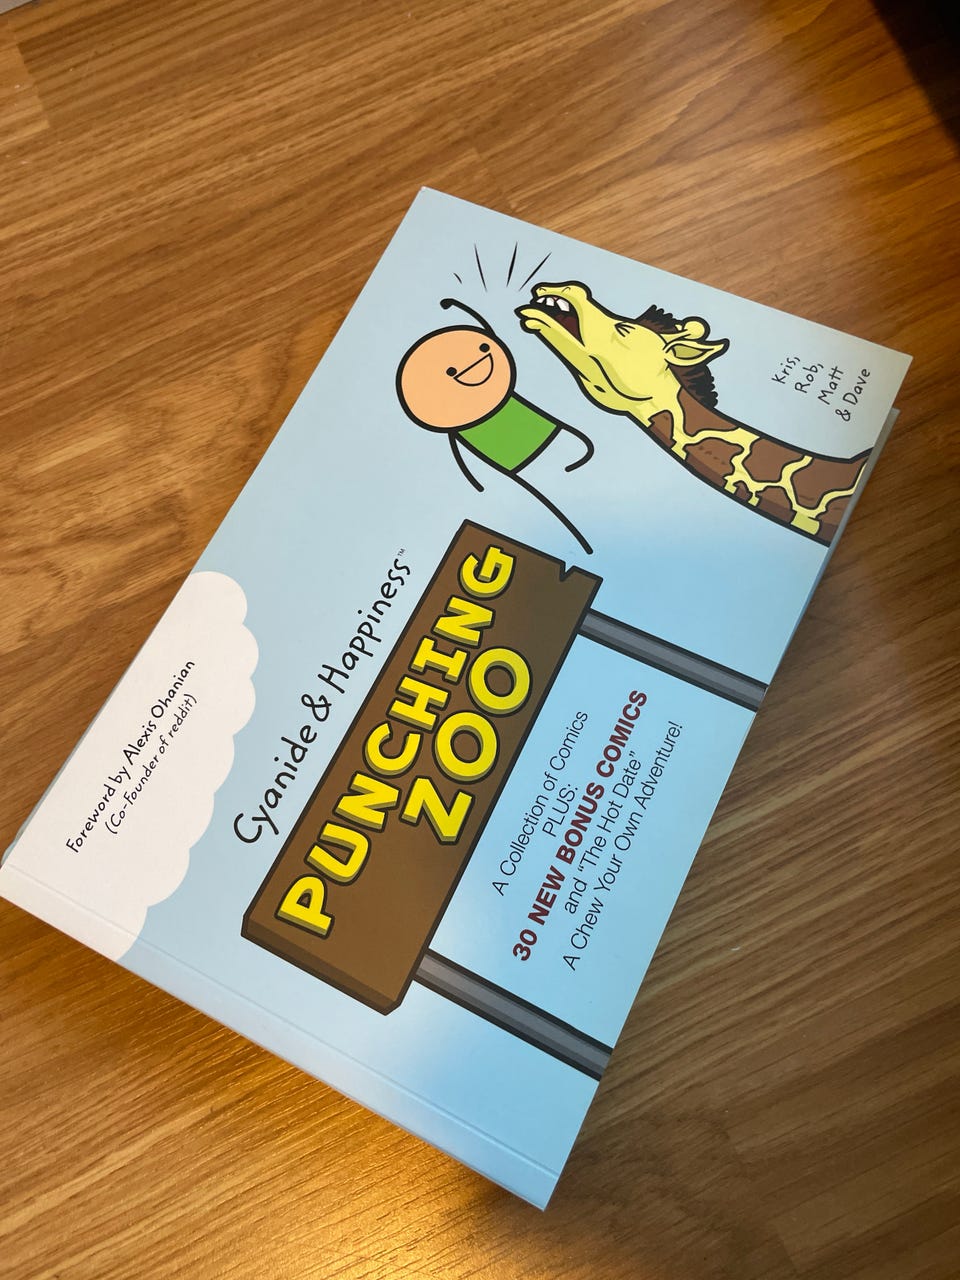 Foreword by Alexis Ohanian
(Co-founder of reddit)
Cyanide & Happiness™
PUNCHING
ZOO
A Collection of Comics
PLUS:
30 NEW BONUS COMICS
and "The Hot Date"
A Chew Your Own Adventure!
Kris,
Rob,
Matt
& Dave